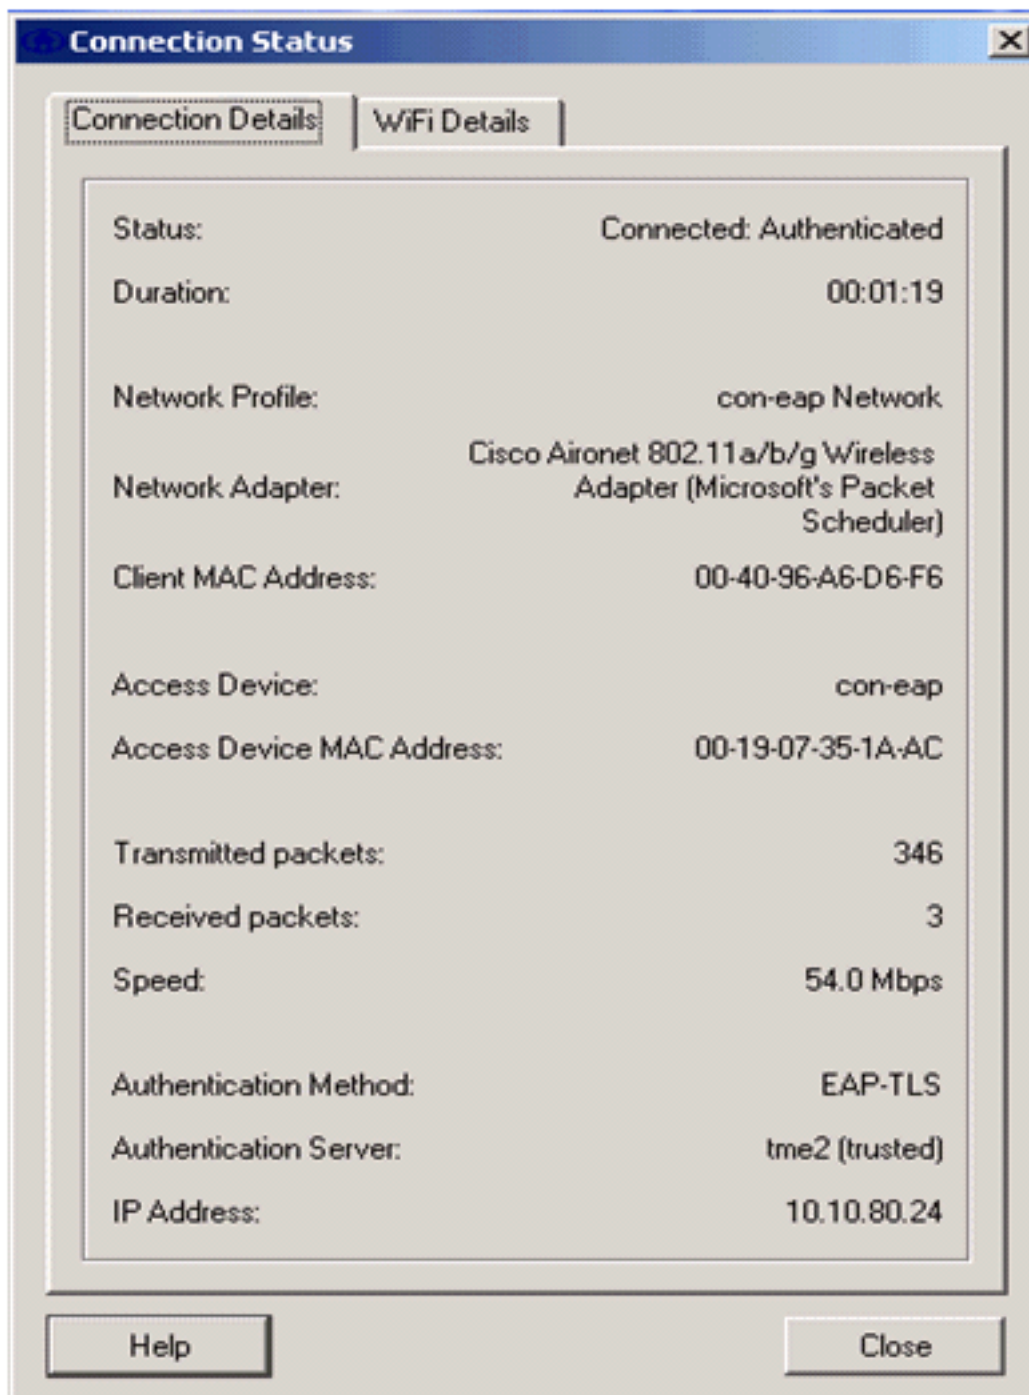 Connection Status
Connection Details
WiFi Details
Status: Connected: Authenticated
Duration: 00:01:19
Network Profile: con-eap Network
Network Adapter: Cisco Aironet 802.11a/b/g Wireless
Adapter (Microsoft's Packet
Scheduler)
Client MAC Address: 00-40-96-A6-D6-F6
Access Device: con-eap
Access Device MAC Address: 00-19-07-35-1A-AC
Transmitted packets: 346
Received packets: 3
Speed: 54.0 Mbps
Authentication Method: EAP-TLS
Authentication Server: tme2 (trusted)
IP Address: 10.10.80.24
Help
Close